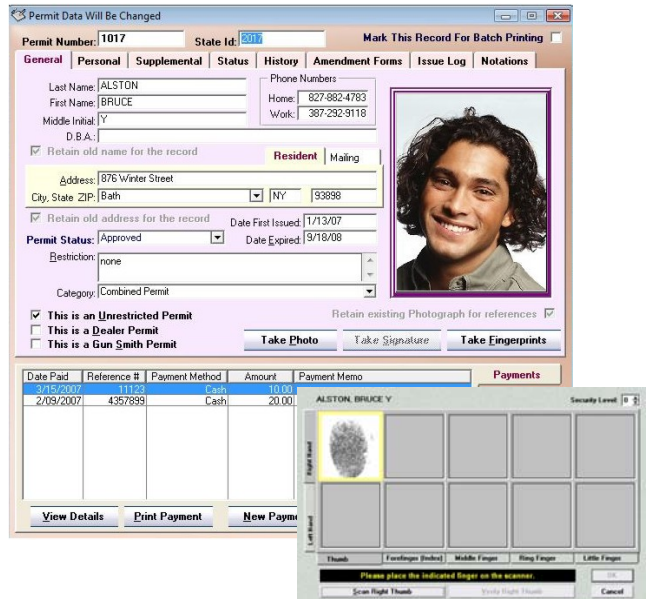 Permit Data Will Be Changed
Permit Number: 1017 State Id: 2017 Mark This Record For Batch Printing
General Personal Supplemental Status History Amendment Forms Issue Log Notations
Last Name: ALSTON
First Name: BRUCE
Middle Initial: Y
D.B.A.:
Phone Numbers
Home: 827-882-4783
Work: 387-292-9118
Retain old name for the record
Resident Mailing
Address: 876 Winter Street
City, State ZIP: Bath NY 93898
Retain old address for the record
Date First Issued: 1/13/07
Permit Status: Approved
Date Expired: 9/18/08
Restriction: none
Category: Combined Permit
This is an Unrestricted Permit
This is a Dealer Permit
This is a Gun Smith Permit
Retain existing Photograph for references
Take Photo Take Signature Take Fingerprints
Date Paid Reference # Payment Method Amount Payment Memo
3/15/2007 11123 Cash 10.00
2/09/2007 4357899 Cash 20.00
Payments
View Details Print Payment New Payme
ALSTON, BRUCE Y Security Level: 0
Right Hand
Left Hand
Thumb Forefinger (Index) Middle Finger Ring Finger Little Finger
Please place the indicated finger on the scanner.
OK
Scan Right Thumb Verify Right Thumb Cancel